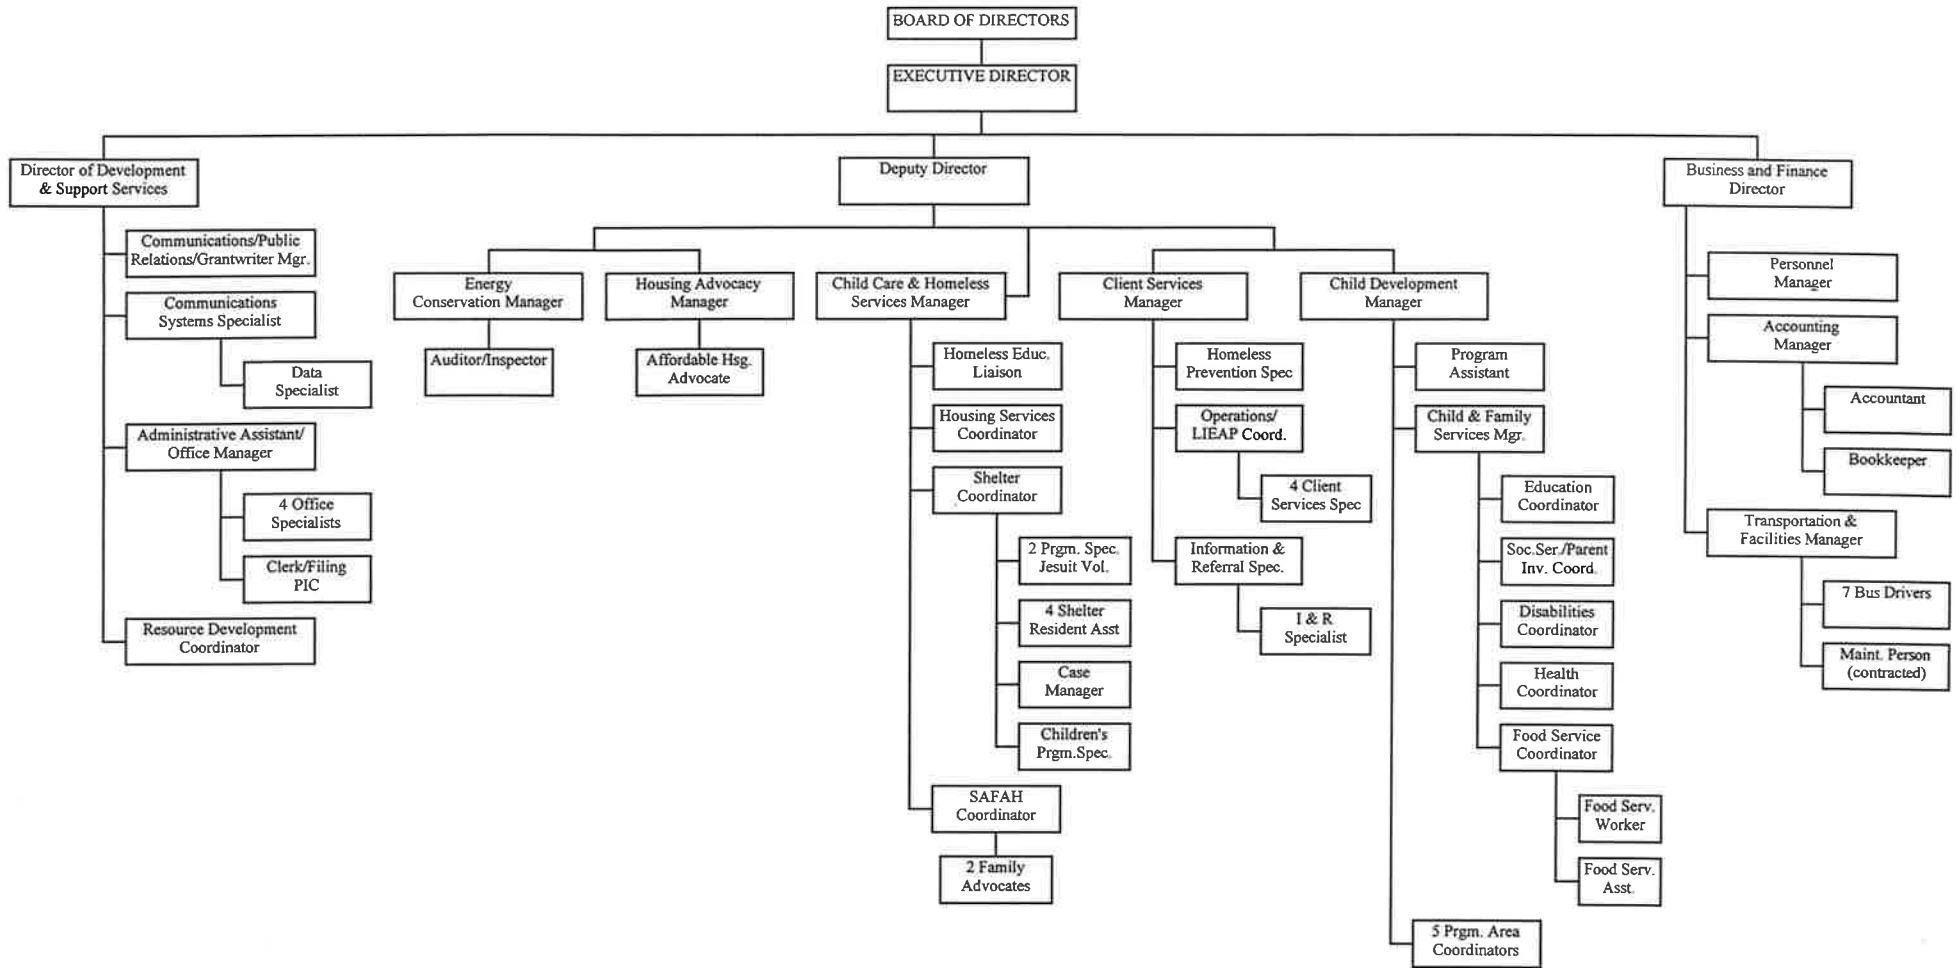 BOARD OF DIRECTORS
EXECUTIVE DIRECTOR
Director of Development
& Support Services
Communications/Public
Relations/Grantwriter Mgr.
Communications
Systems Specialist
Data
Specialist
Administrative Assistant/
Office Manager
4 Office
Specialists
Clerk/Filing
PIC
Resource Development
Coordinator
Deputy Director
Energy
Conservation Manager
Auditor/Inspector
Housing Advocacy
Manager
Affordable Hsg.
Advocate
Child Care & Homeless
Services Manager
Homeless Educ.
Liaison
Housing Services
Coordinator
Shelter
Coordinator
2 Prgm. Spec.
Jesuit Vol.
4 Shelter
Resident Asst
Case
Manager
Children's
Prgm.Spec.
SAFAH
Coordinator
2 Family
Advocates
Client Services
Manager
Homeless
Prevention Spec
Operations/
LIEAP Coord.
4 Client
Services Spec
Information &
Referral Spec.
I & R
Specialist
Child Development
Manager
Program
Assistant
Child & Family
Services Mgr.
Education
Coordinator
Soc.Ser./Parent
Inv. Coord.
Disabilities
Coordinator
Health
Coordinator
Food Service
Coordinator
Food Serv.
Worker
Food Serv.
Asst.
5 Prgm. Area
Coordinators
Business and Finance
Director
Personnel
Manager
Accounting
Manager
Accountant
Bookkeeper
Transportation &
Facilities Manager
7 Bus Drivers
Maint. Person
(contracted)